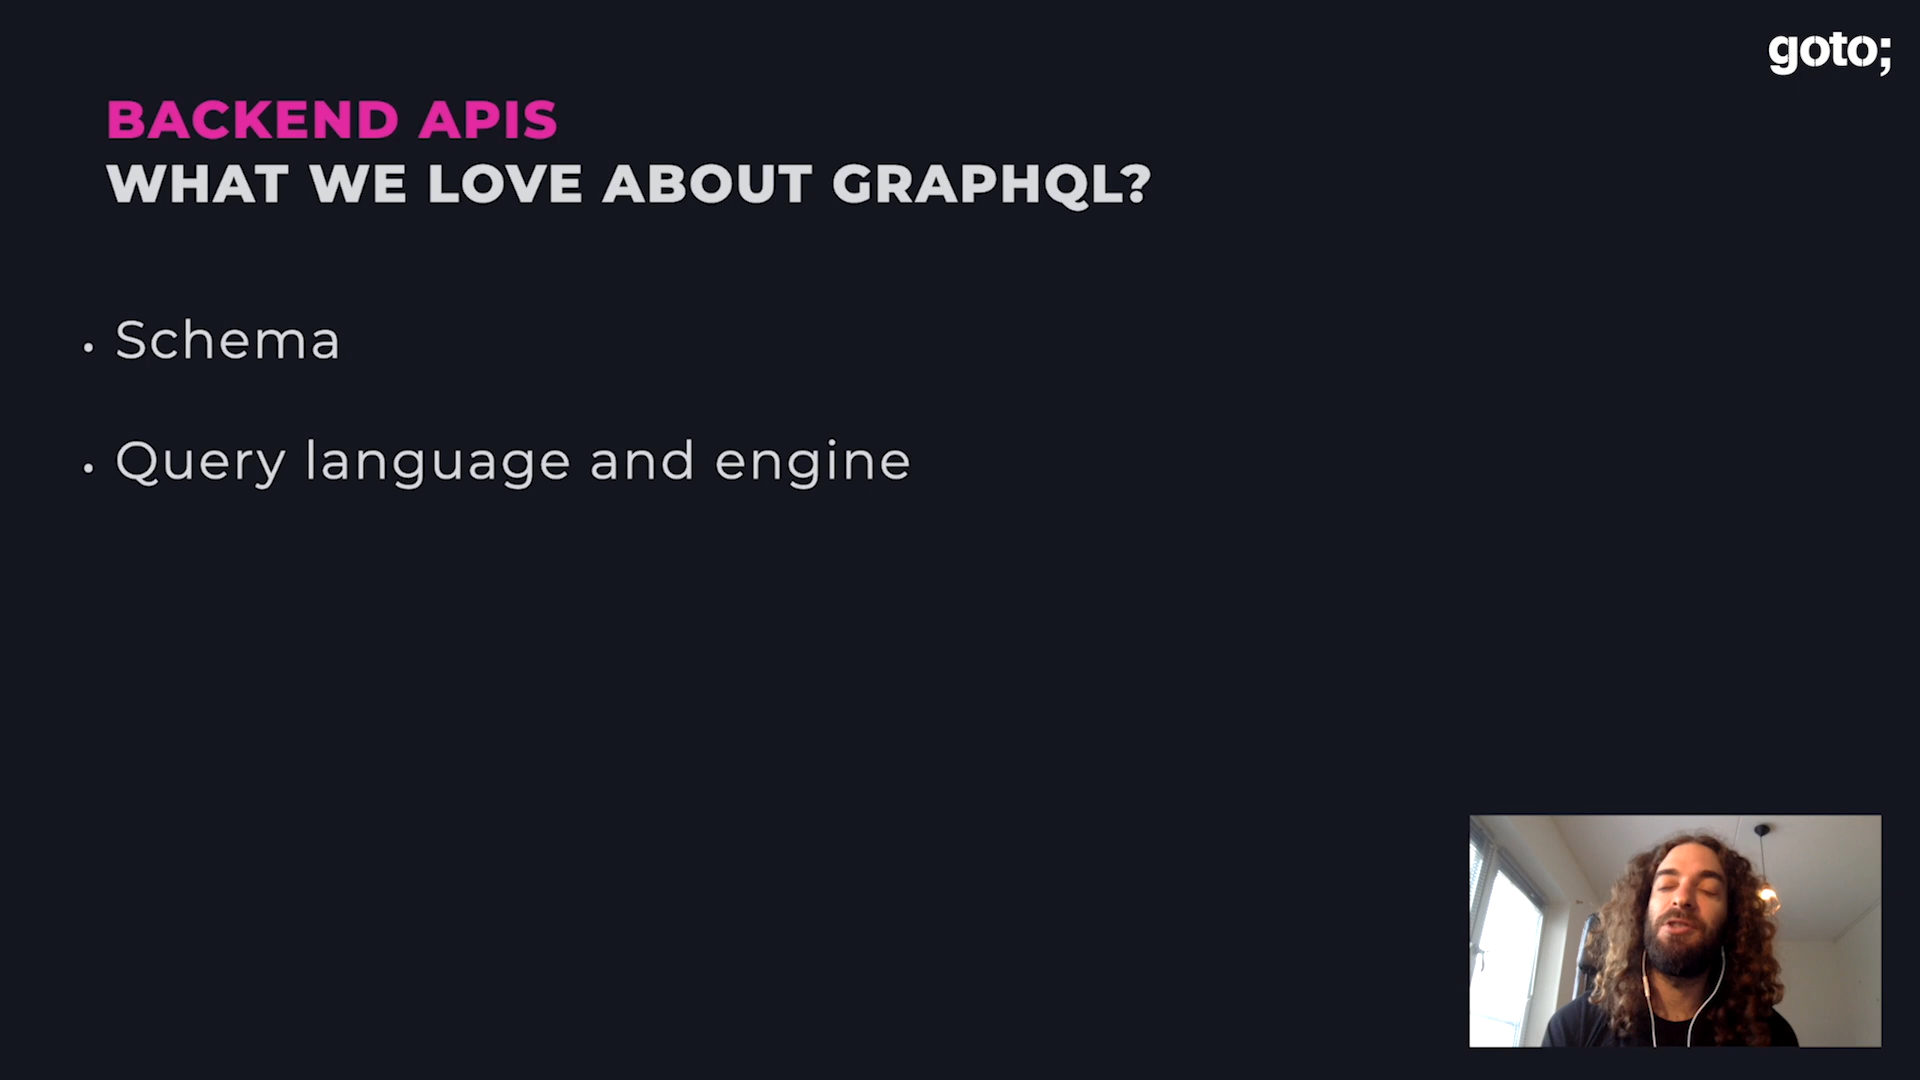 goto;
BACKEND APIS
WHAT WE LOVE ABOUT GRAPHQL?
• Schema
• Query language and engine